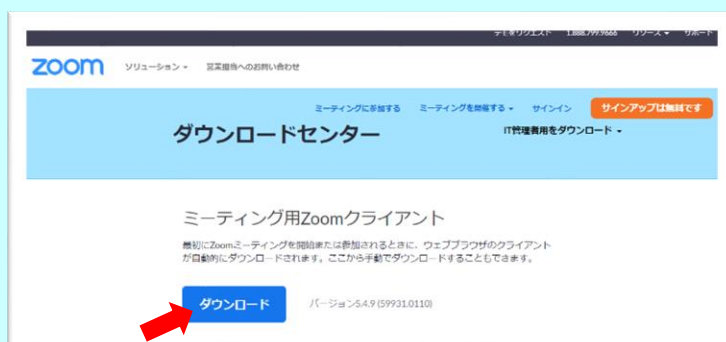 デモをリクエスト 1.888.799.9666 リソース サポート
zoom ソリューション 営業担当へのお問い合わせ
ミーティングに参加する ミーティングを開催する サインイン サインアップは無料です
ダウンロードセンター IT管理者用をダウンロード
ミーティング用Zoomクライアント
最初にZoomミーティングを開始または参加されるときに、ウェブブラウザのクライアント
が自動的にダウンロードされます。ここから手動でダウンロードすることもできます。
ダウンロード バージョン5.4.9 (59931.0110)